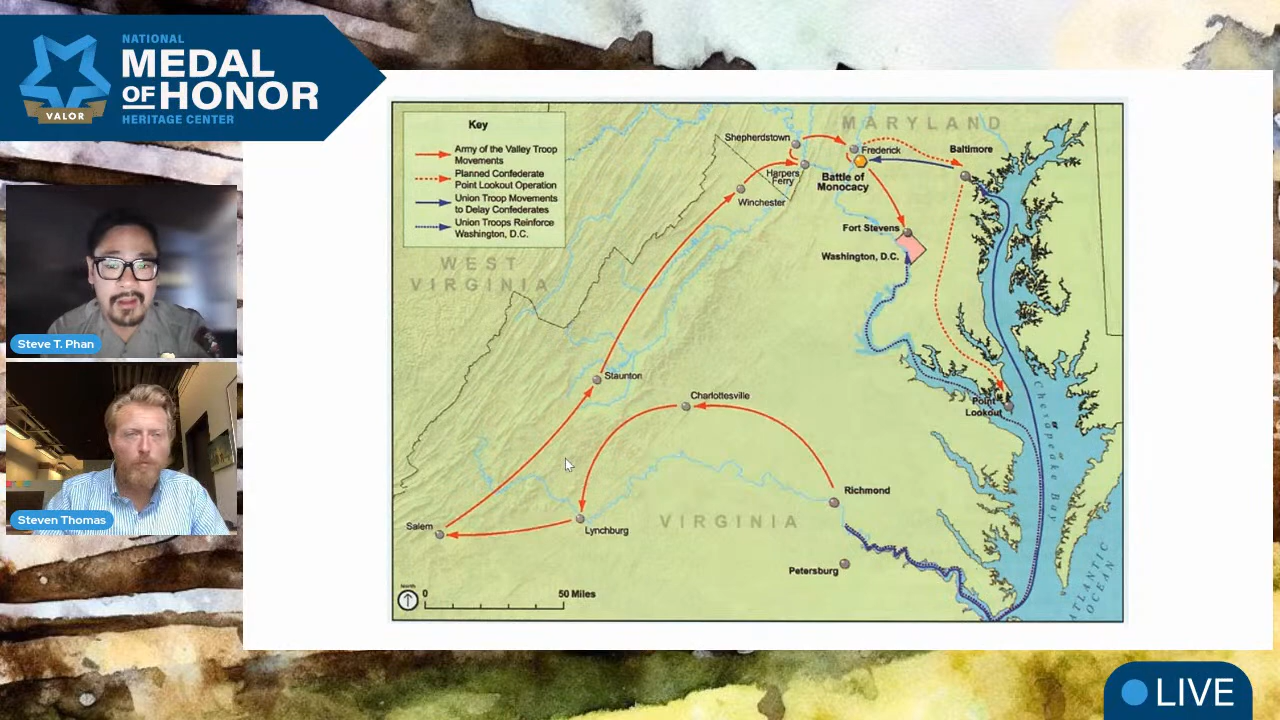 NATIONAL
MEDAL
OF HONOR
HERITAGE CENTER
VALOR
Steve T. Phan
Steven Thomas
Key
Army of the Valley Troop
Movements
Planned Confederate
Point Lookout Operation
Union Troop Movements
to Delay Confederates
Union Troops Reinforce
Washington, D.C.
MARYLAND
Shepherdstown
Frederick
Baltimore
Harpers
Ferry
Battle of
Monocacy
Winchester
Fort Stevens
Washington, D.C.
WEST
VIRGINIA
Staunton
Charlottesville
Point
Lookout
Chesapeake Bay
Richmond
VIRGINIA
Salem
Lynchburg
Petersburg
North
0
50 Miles
ATLANTIC
OCEAN
LIVE